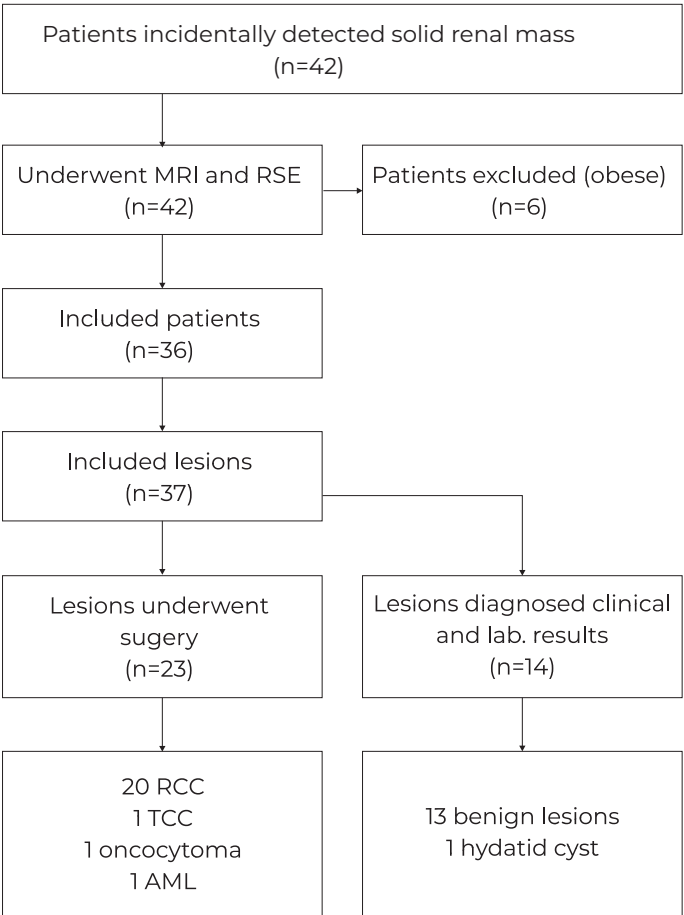 Patients incidentally detected solid renal mass
(n=42)
Underwent MRI and RSE
(n=42)
Patients excluded (obese)
(n=6)
Included patients
(n=36)
Included lesions
(n=37)
Lesions underwent
sugery
(n=23)
Lesions diagnosed clinical
and lab. results
(n=14)
20 RCC
1 TCC
1 oncocytoma
1 AML
13 benign lesions
1 hydatid cyst